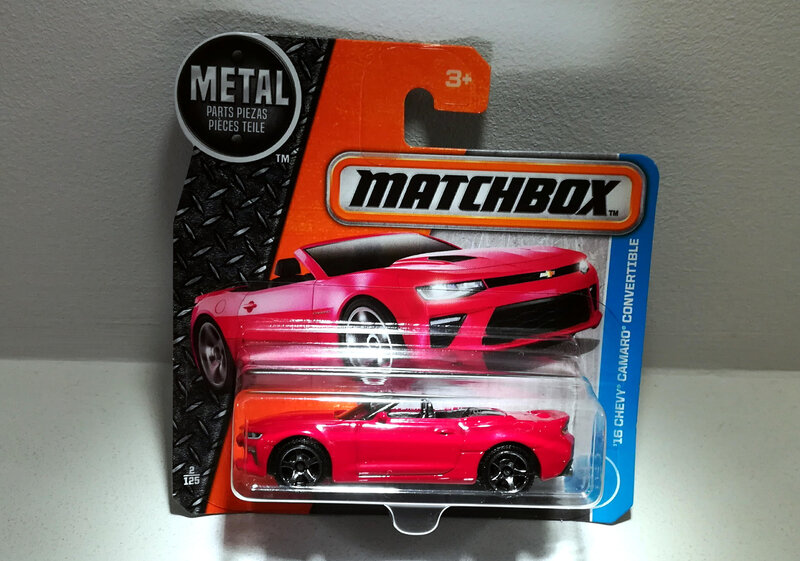 METAL
PARTS PIEZAS
PIÈCES TEILE
TM
3+
MATCHBOX TM
'16 CHEVY® CAMARO® CONVERTIBLE
2
125